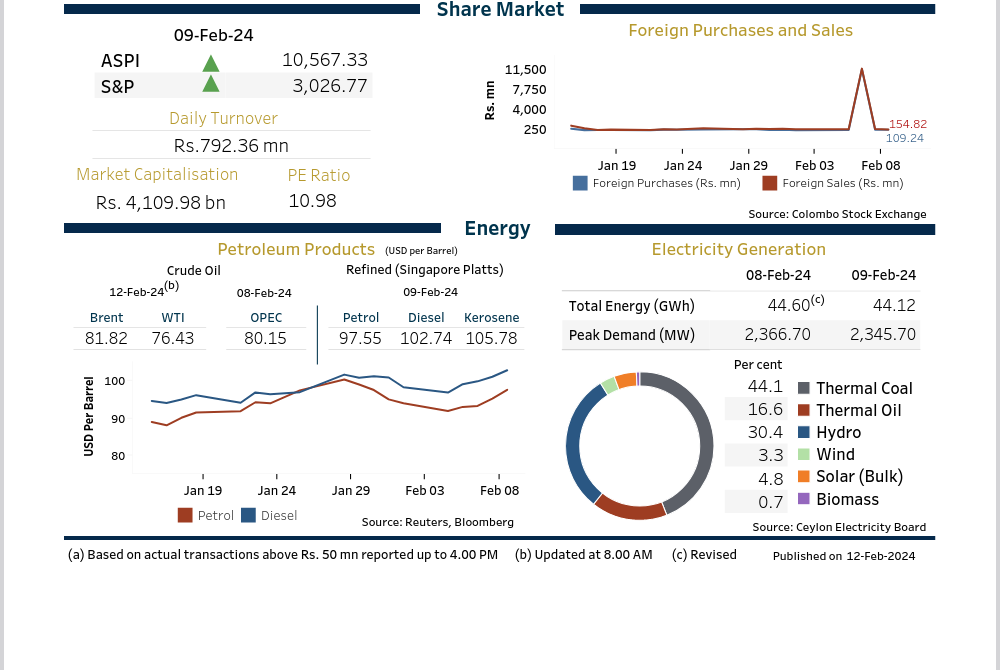 Share Market
09-Feb-24
ASPI 10,567.33
S&P 3,026.77
Daily Turnover
Rs.792.36 mn
Market Capitalisation PE Ratio
Rs. 4,109.98 bn 10.98
Foreign Purchases and Sales
Rs. mn
11,500
7,750
4,000
250
154.82
109.24
Jan 19 Jan 24 Jan 29 Feb 03 Feb 08
Foreign Purchases (Rs. mn) Foreign Sales (Rs. mn)
Source: Colombo Stock Exchange
Energy
Petroleum Products (USD per Barrel)
Crude Oil Refined (Singapore Platts)
12-Feb-24(b) 08-Feb-24 09-Feb-24
Brent WTI OPEC Petrol Diesel Kerosene
81.82 76.43 80.15 97.55 102.74 105.78
USD Per Barrel
100
90
80
Jan 19 Jan 24 Jan 29 Feb 03 Feb 08
Petrol Diesel
Source: Reuters, Bloomberg
Electricity Generation
08-Feb-24 09-Feb-24
Total Energy (GWh) 44.60(c) 44.12
Peak Demand (MW) 2,366.70 2,345.70
Per cent
44.1 Thermal Coal
16.6 Thermal Oil
30.4 Hydro
3.3 Wind
4.8 Solar (Bulk)
0.7 Biomass
Source: Ceylon Electricity Board
(a) Based on actual transactions above Rs. 50 mn reported up to 4.00 PM (b) Updated at 8.00 AM (c) Revised Published on 12-Feb-2024